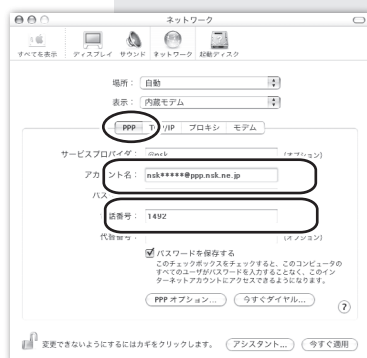 ネットワーク
すべてを表示 ディスプレイ サウンド ネットワーク 起動ディスク
場所： 自動
表示： 内蔵モデム
PPP TCP/IP プロキシ モデム
サービスプロバイダ： @nsk (オプション)
アカウント名： nsk*****@ppp.nsk.ne.jp
パス
話番号： 1492
代替番号： (オプション)
パスワードを保存する
このチェックボックスをチェックすると、このコンピュータの
すべてのユーザがパスワードを入力することなく、このイン
ターネットアカウントにアクセスできるようになります。
PPP オプション... 今すぐダイヤル...
?
変更できないようにするにはカギをクリックします。 アシスタント... 今すぐ適用